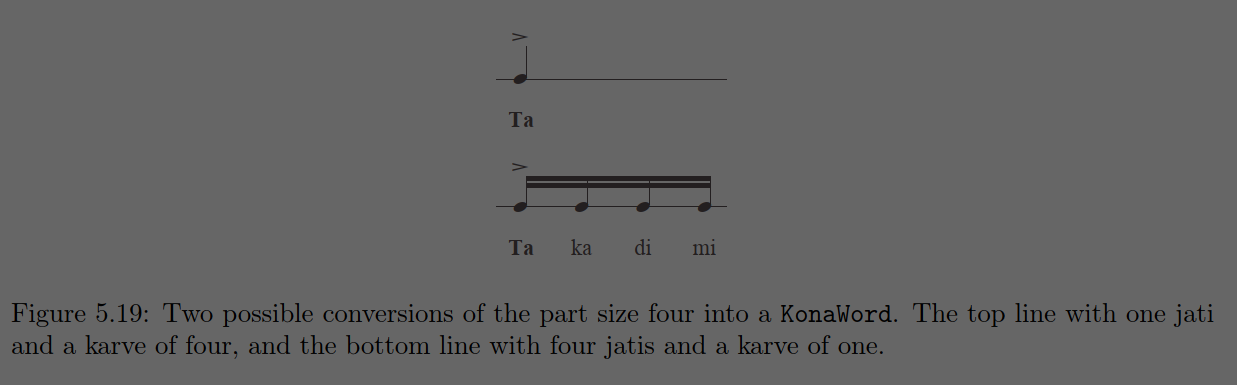 Ta
Ta ka di mi
Figure 5.19: Two possible conversions of the part size four into a KonaWord. The top line with one jati
and a karve of four, and the bottom line with four jatis and a karve of one.